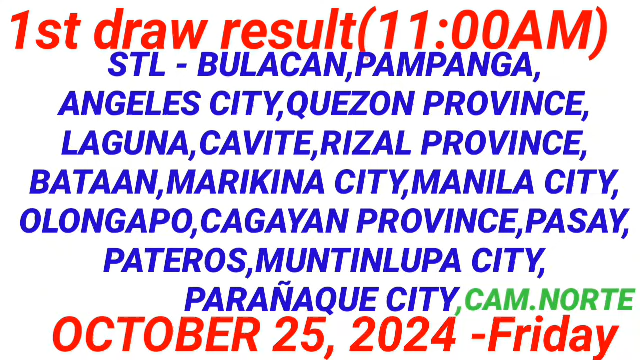 1st draw result(11:00AM)
STL - BULACAN,PAMPANGA,
ANGELES CITY,QUEZON PROVINCE,
LAGUNA,CAVITE,RIZAL PROVINCE,
BATAAN,MARIKINA CITY,MANILA CITY,
OLONGAPO,CAGAYAN PROVINCE,PASAY,
PATEROS,MUNTINLUPA CITY,
PARAÑAQUE CITY,CAM.NORTE
OCTOBER 25, 2024 -Friday